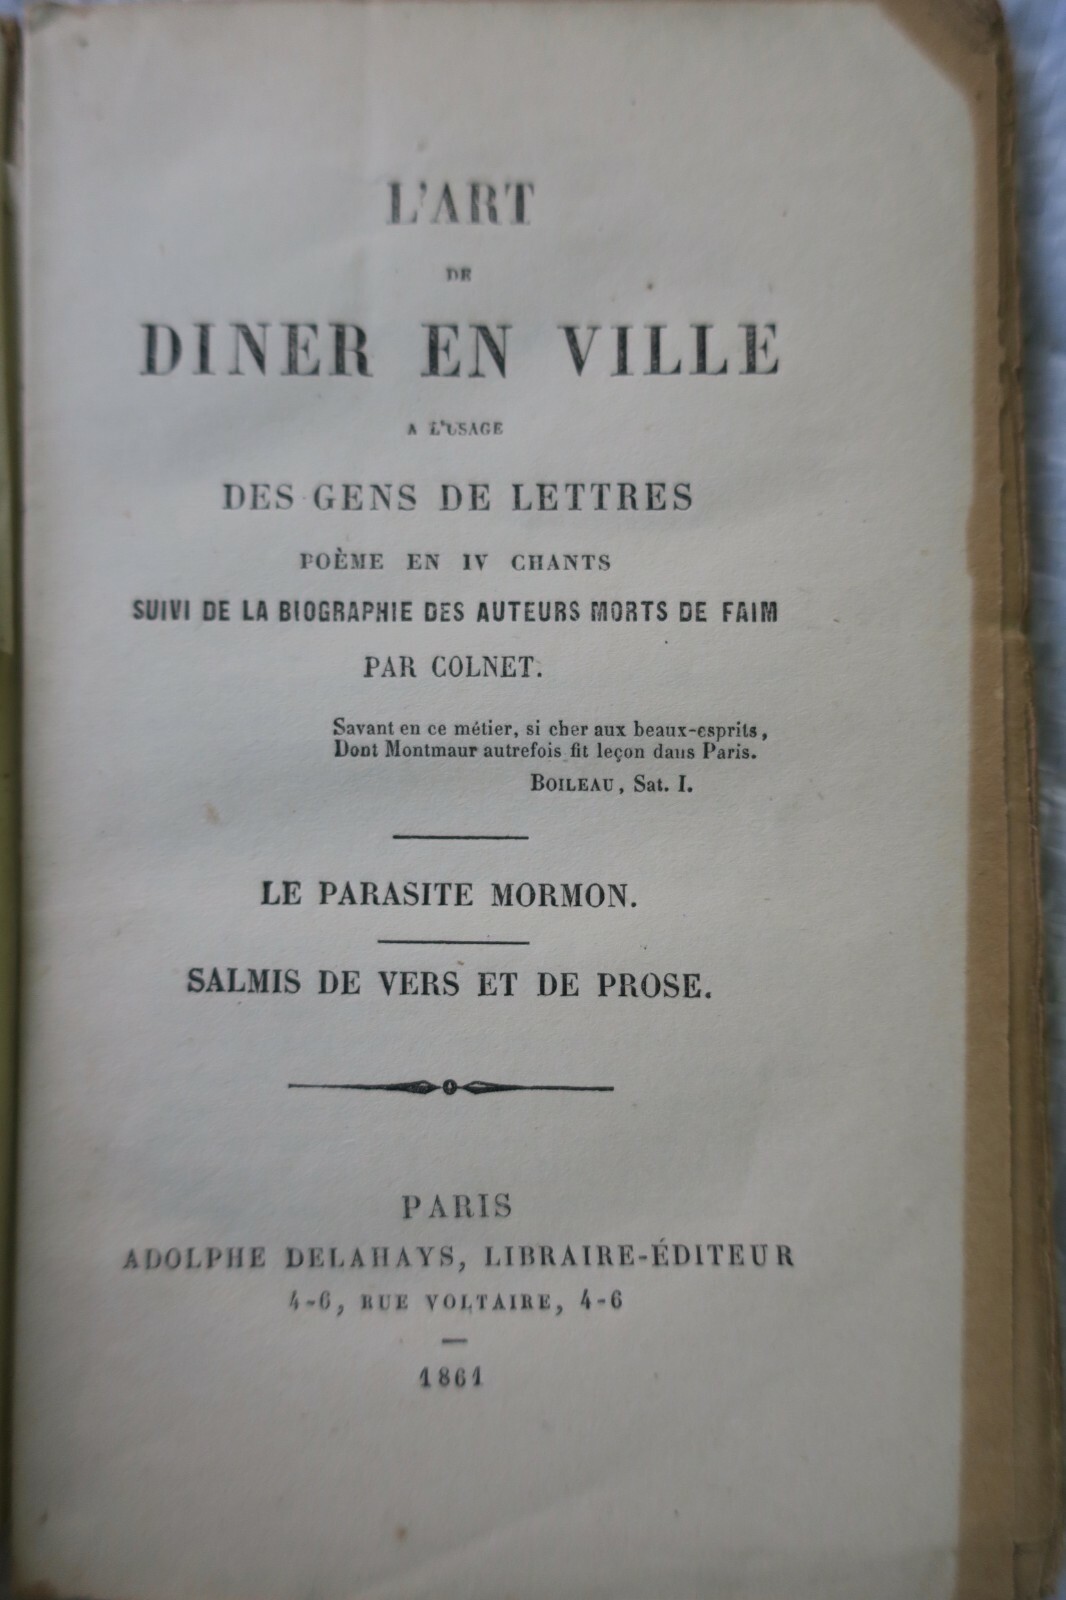 L'ART
DE
DINER EN VILLE
A L'USAGE
DES GENS DE LETTRES
POÈME EN IV CHANTS
SUIVI DE LA BIOGRAPHIE DES AUTEURS MORTS DE FAIM
PAR COLNET.
Savant en ce métier, si cher aux beaux-esprits,
Dont Montmaur autrefois fit leçon dans Paris.
BOILEAU, Sat. I.
LE PARASITE MORMON.
SALMIS DE VERS ET DE PROSE.
PARIS
ADOLPHE DELAHAYS, LIBRAIRE-ÉDITEUR
4-6, RUE VOLTAIRE, 4-6
1861